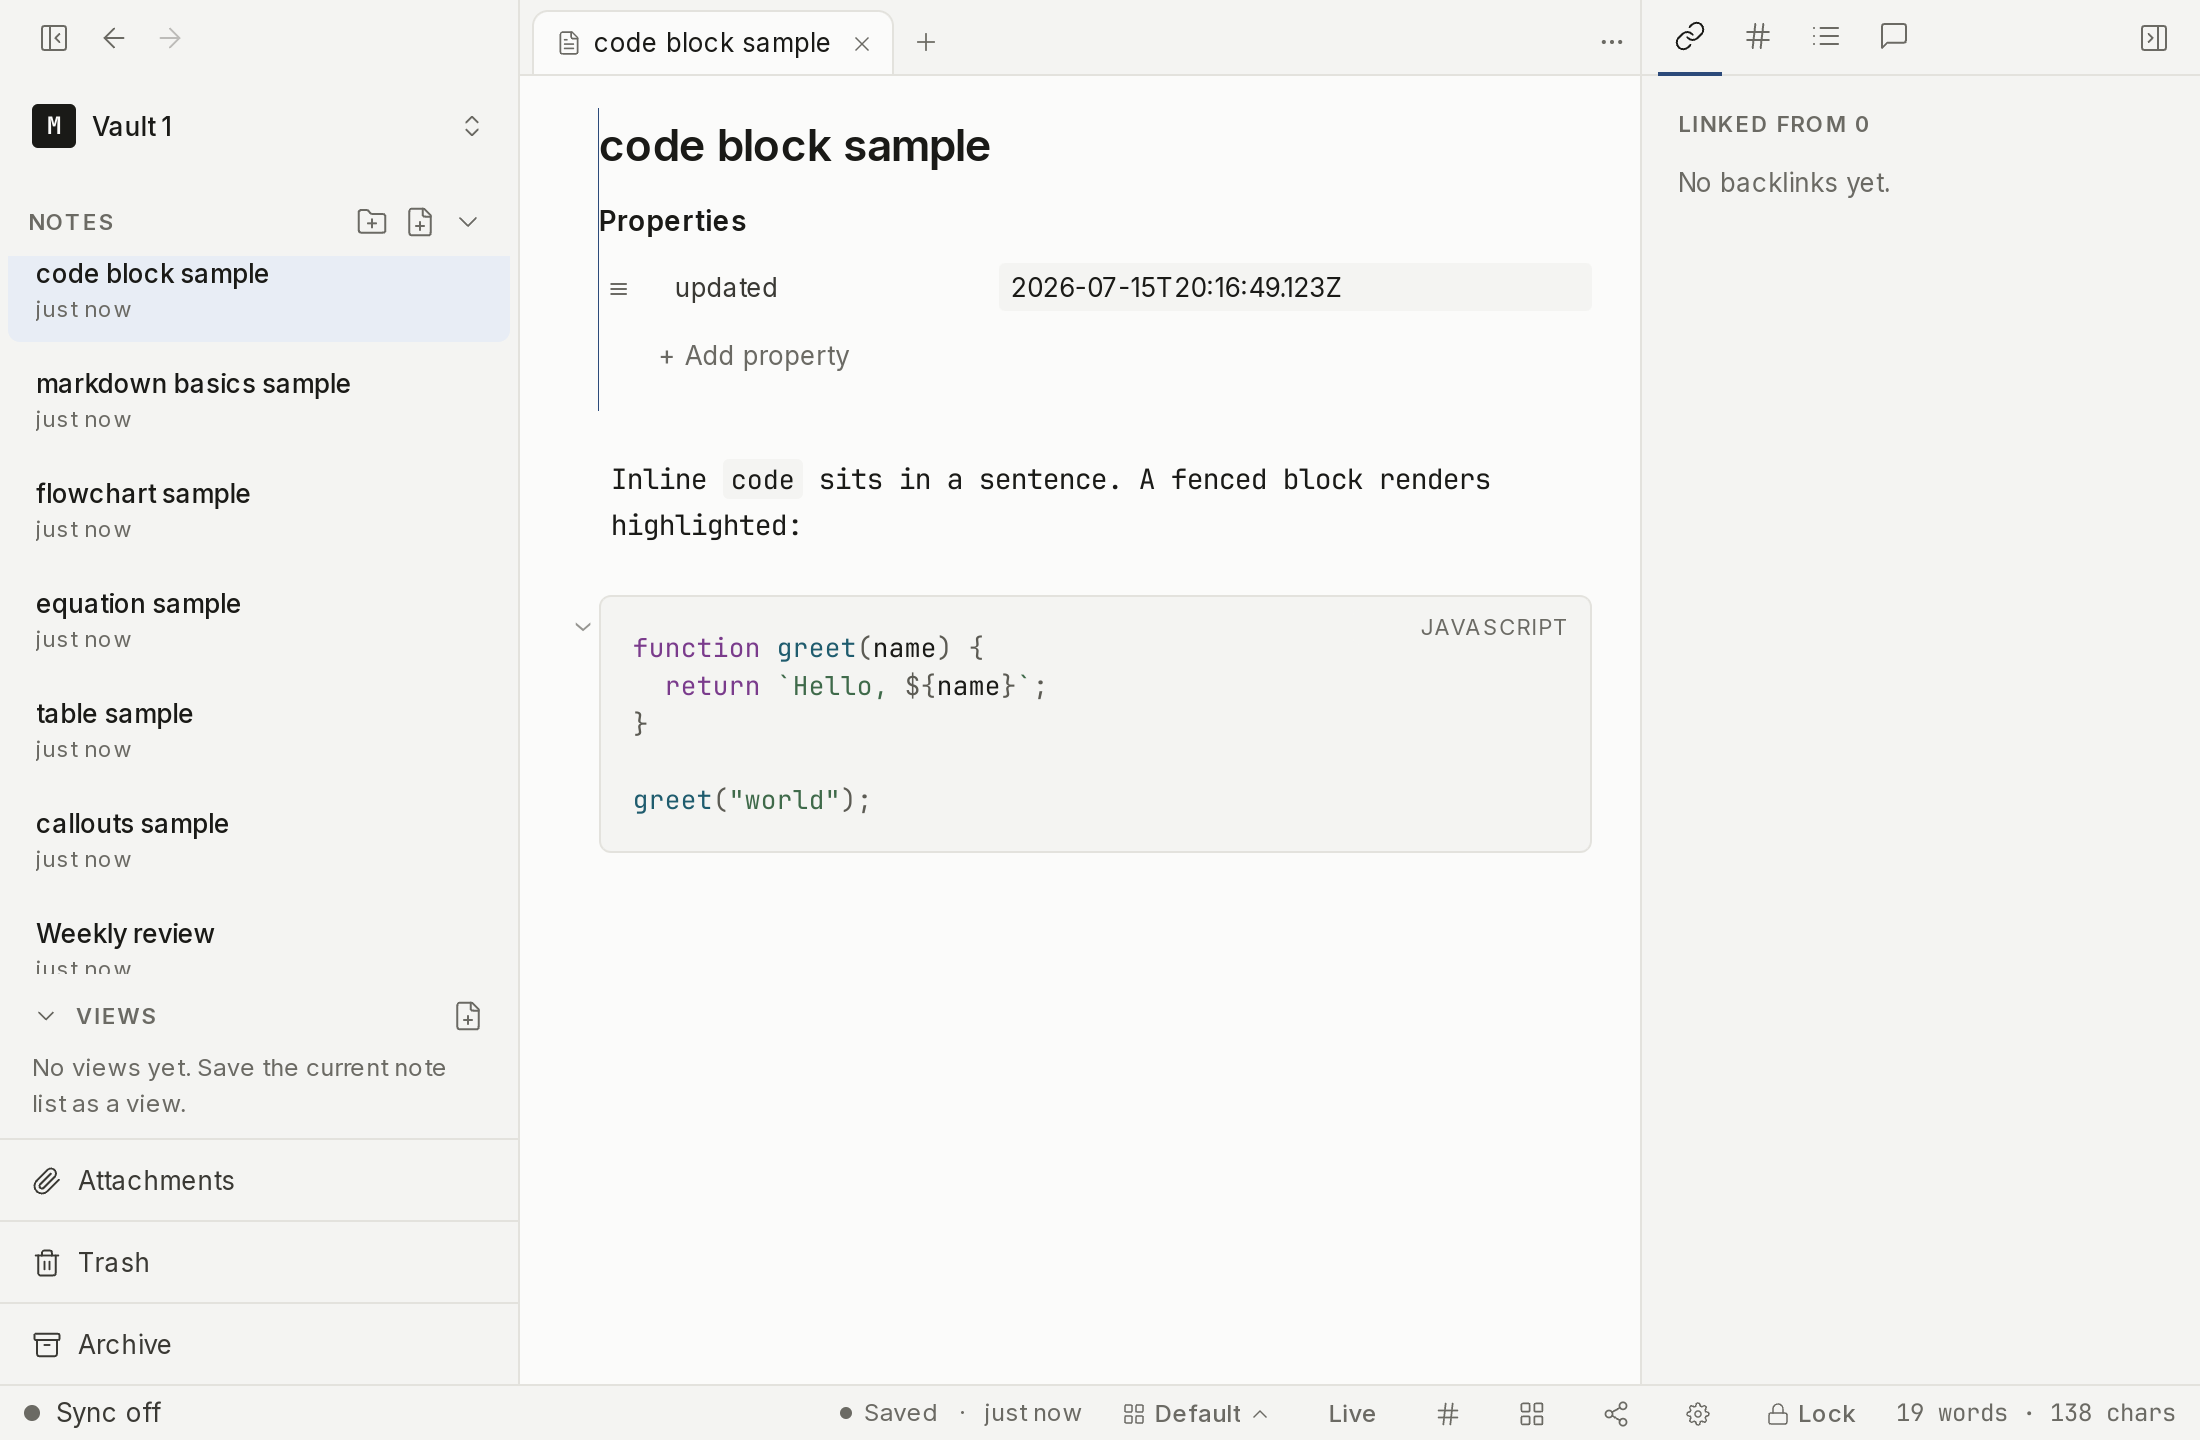 M Vault 1
NOTES
code block sample
just now
markdown basics sample
just now
flowchart sample
just now
equation sample
just now
table sample
just now
callouts sample
just now
Weekly review
just now
VIEWS
No views yet. Save the current note
list as a view.
Attachments
Trash
Archive
Sync off
code block sample
code block sample
Properties
updated 2026-07-15T20:16:49.123Z
+ Add property
Inline code sits in a sentence. A fenced block renders
highlighted:
JAVASCRIPT
function greet(name) {
  return `Hello, ${name}`;
}
greet("world");
LINKED FROM 0
No backlinks yet.
Saved · just now Default Live Lock 19 words · 138 chars